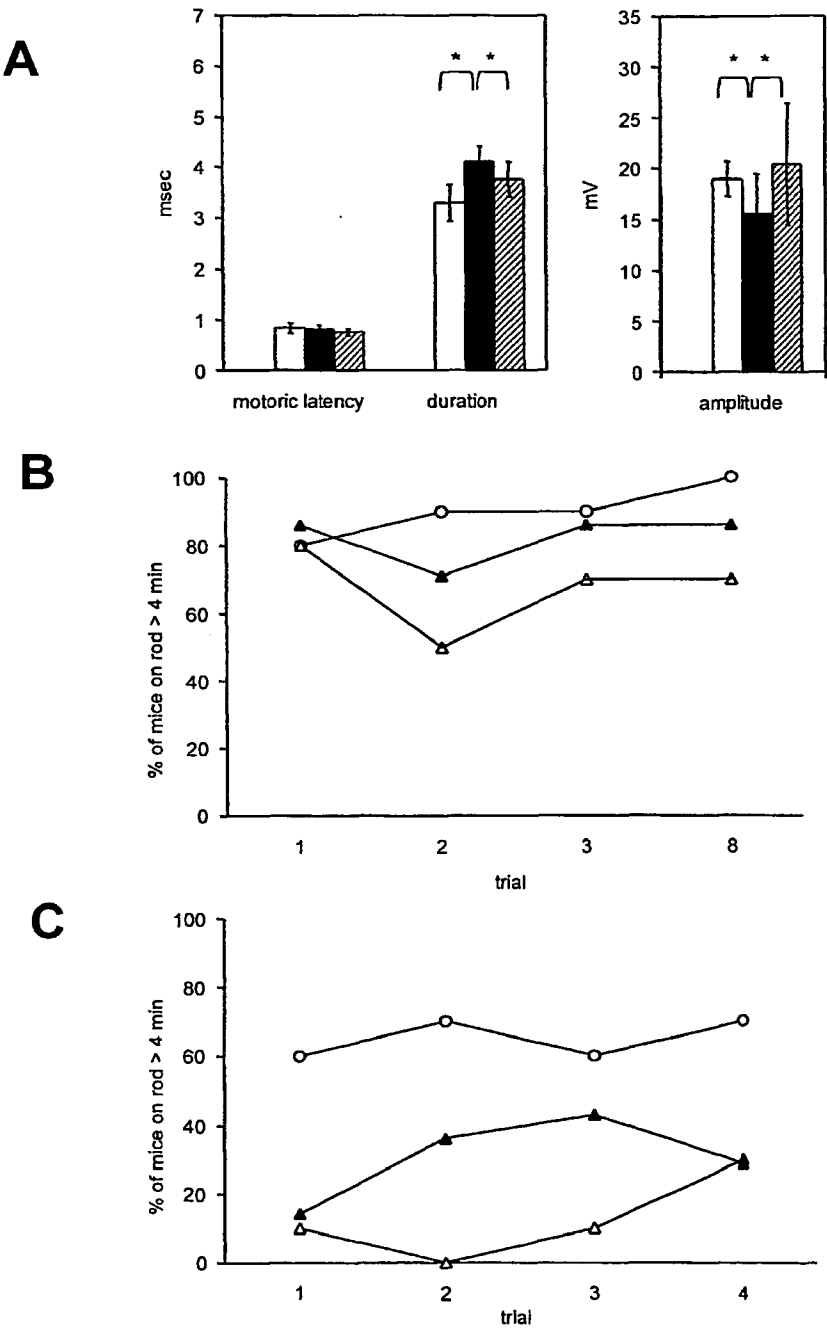 A
7
6
5
4
3
2
1
0
msec
* *
motoric latency duration
35
30
25
20
15
10
5
0
mV
* *
amplitude
B
100
80
60
40
20
0
% of mice on rod > 4 min
1 2 3 8
trial
C
100
80
60
40
20
0
% of mice on rod > 4 min
1 2 3 4
trial